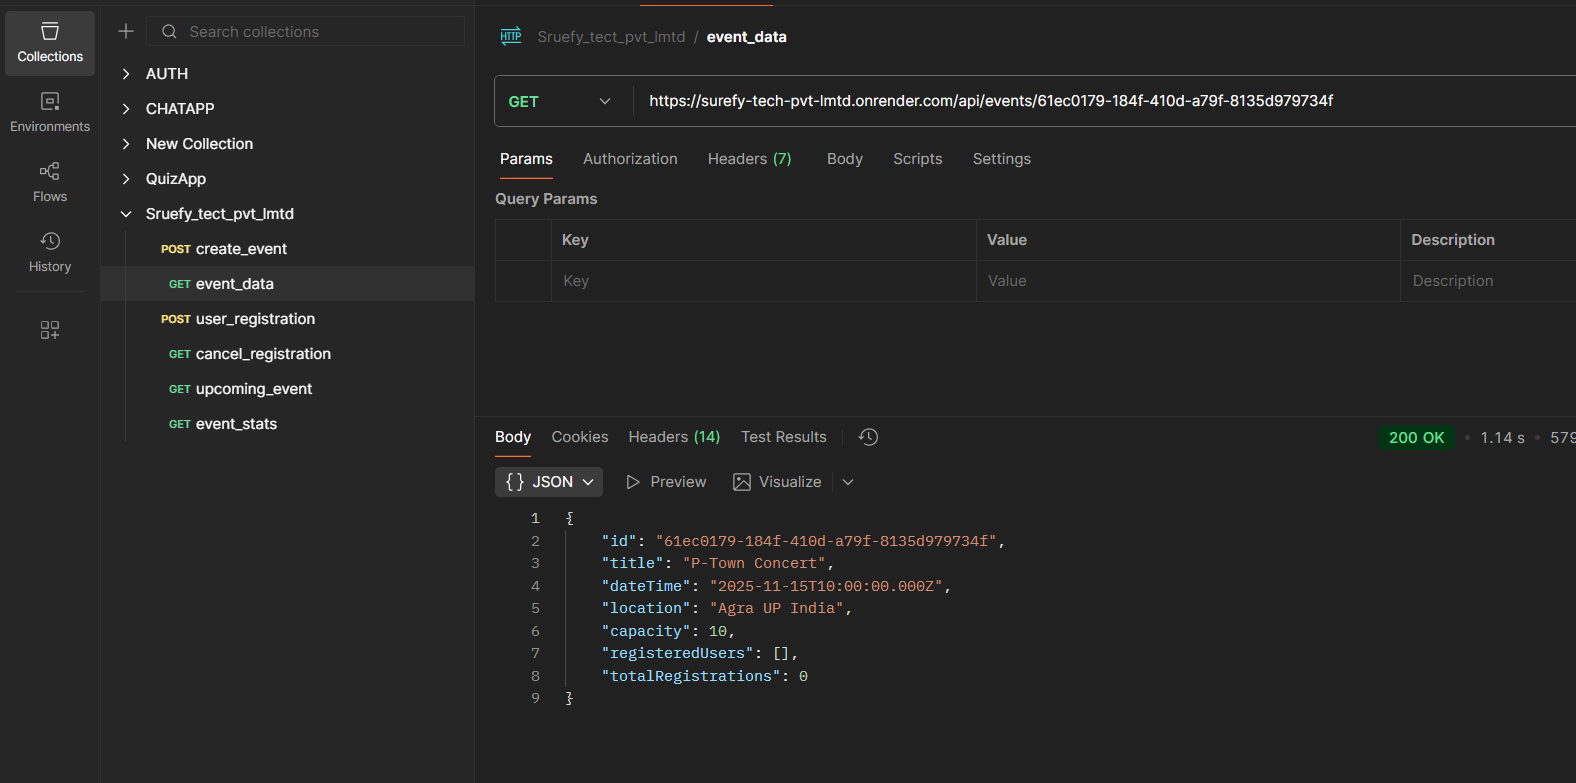 Collections
Environments
Flows
History
Search collections
AUTH
CHATAPP
New Collection
QuizApp
Sruefy_tect_pvt_lmtd
POST create_event
GET event_data
POST user_registration
GET cancel_registration
GET upcoming_event
GET event_stats
HTTP Sruefy_tect_pvt_lmtd / event_data
GET https://surefy-tech-pvt-lmtd.onrender.com/api/events/61ec0179-184f-410d-a79f-8135d979734f
Params Authorization Headers (7) Body Scripts Settings
Query Params
Key Value Description
Key Value Description
Body Cookies Headers (14) Test Results 200 OK • 1.14 s • 579
{} JSON Preview Visualize
1 {
2 "id": "61ec0179-184f-410d-a79f-8135d979734f",
3 "title": "P-Town Concert",
4 "dateTime": "2025-11-15T10:00:00.000Z",
5 "location": "Agra UP India",
6 "capacity": 10,
7 "registeredUsers": [],
8 "totalRegistrations": 0
9 }